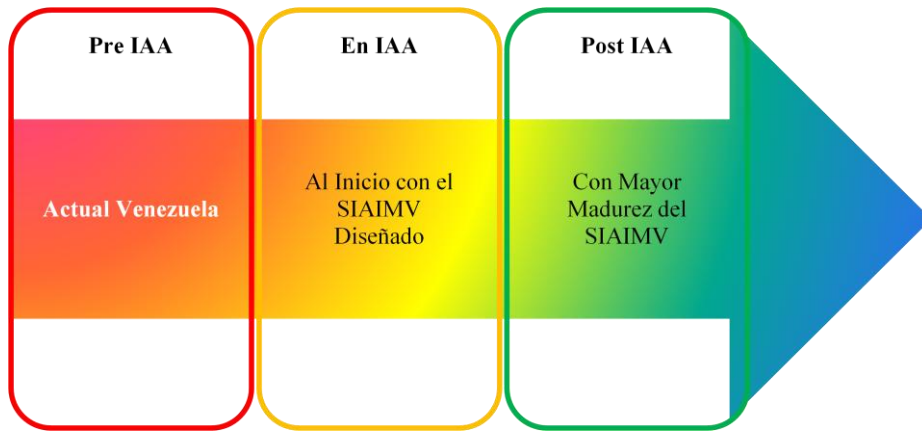 Pre IAA
En IAA
Post IAA
Actual Venezuela
Al Inicio con el
SIAIMV
Diseñado
Con Mayor
Madurez del
SIAIMV